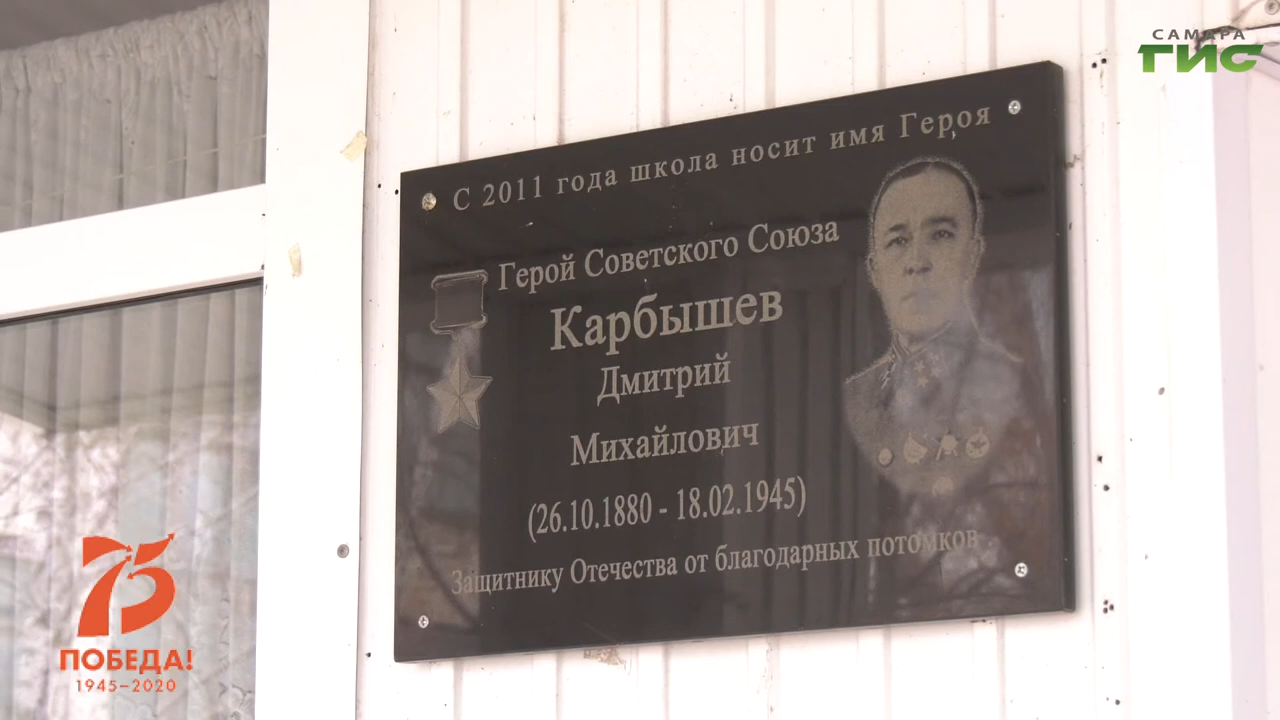 САМАРА
ГИС
С 2011 года школа носит имя Героя
Герой Советского Союза
Карбышев
Дмитрий
Михайлович
(26.10.1880 - 18.02.1945)
Защитнику Отечества от благодарных потомков
75
ПОБЕДА!
1945–2020